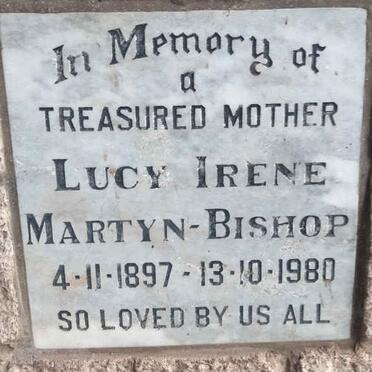 In Memory of
a
TREASURED MOTHER
LUCY IRENE
MARTYN-BISHOP
4·11·1897 - 13·10·1980
SO LOVED BY US ALL